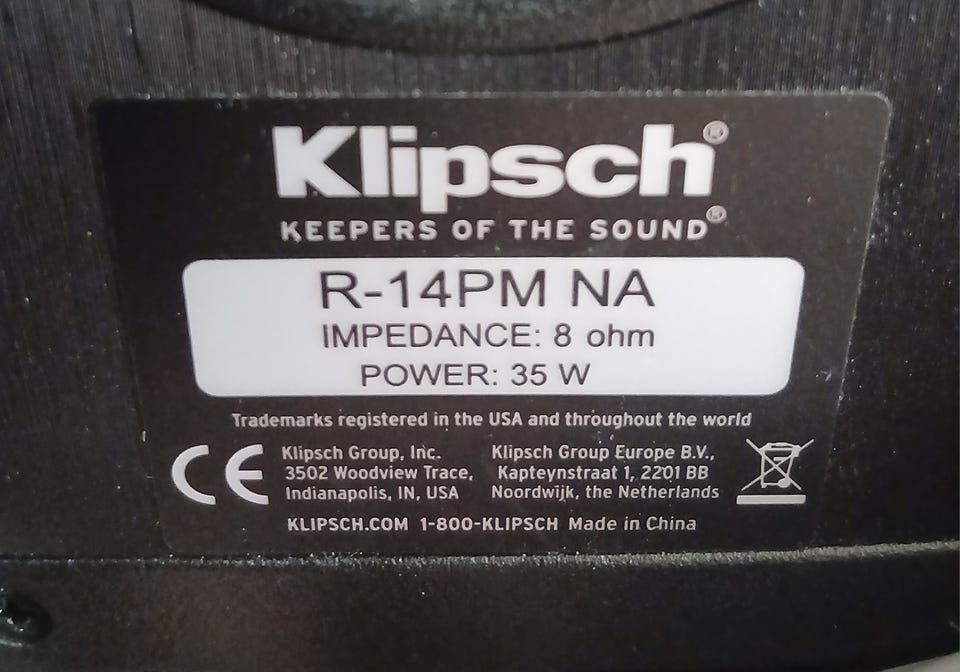 Klipsch®
KEEPERS OF THE SOUND®
R-14PM NA
IMPEDANCE: 8 ohm
POWER: 35 W
Trademarks registered in the USA and throughout the world
CE
Klipsch Group, Inc.
3502 Woodview Trace,
Indianapolis, IN, USA
Klipsch Group Europe B.V.,
Kapteynstraat 1, 2201 BB
Noordwijk, the Netherlands
KLIPSCH.COM 1-800-KLIPSCH Made in China